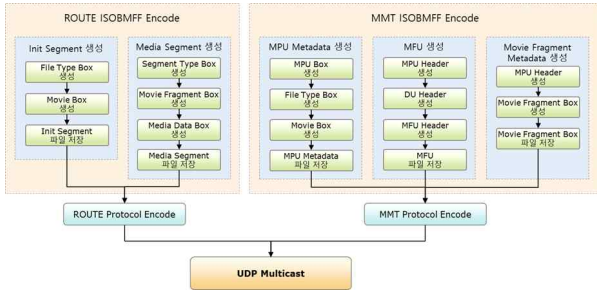 ROUTE ISOBMFF Encode
Init Segment 생성
File Type Box
생성
Movie Box
생성
Init Segment
파일 저장
Media Segment 생성
Segment Type Box
생성
Movie Fragment Box
생성
Media Data Box
생성
Media Segment
파일 저장
MMT ISOBMFF Encode
MPU Metadata 생성
MPU Box
생성
File Type Box
생성
Movie Box
생성
MPU Metadata
파일 저장
MFU 생성
MPU Header
생성
DU Header
생성
MFU Header
생성
MFU
파일 저장
Movie Fragment
Metadata 생성
MPU Header
생성
Movie Fragment Box
생성
Movie Fragment Box
파일 저장
ROUTE Protocol Encode
MMT Protocol Encode
UDP Multicast